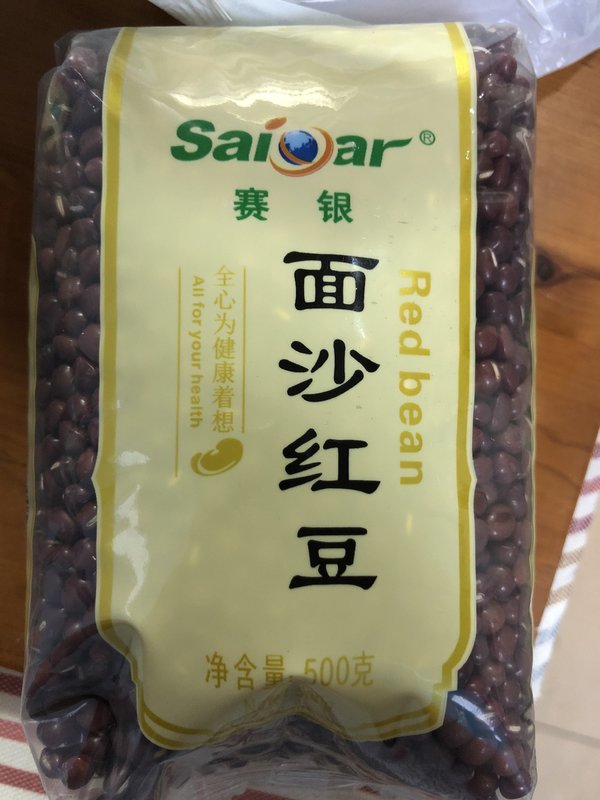 Saiyar®
赛银
面沙红豆
Red bean
全心为健康着想
All for your health
净含量:500克